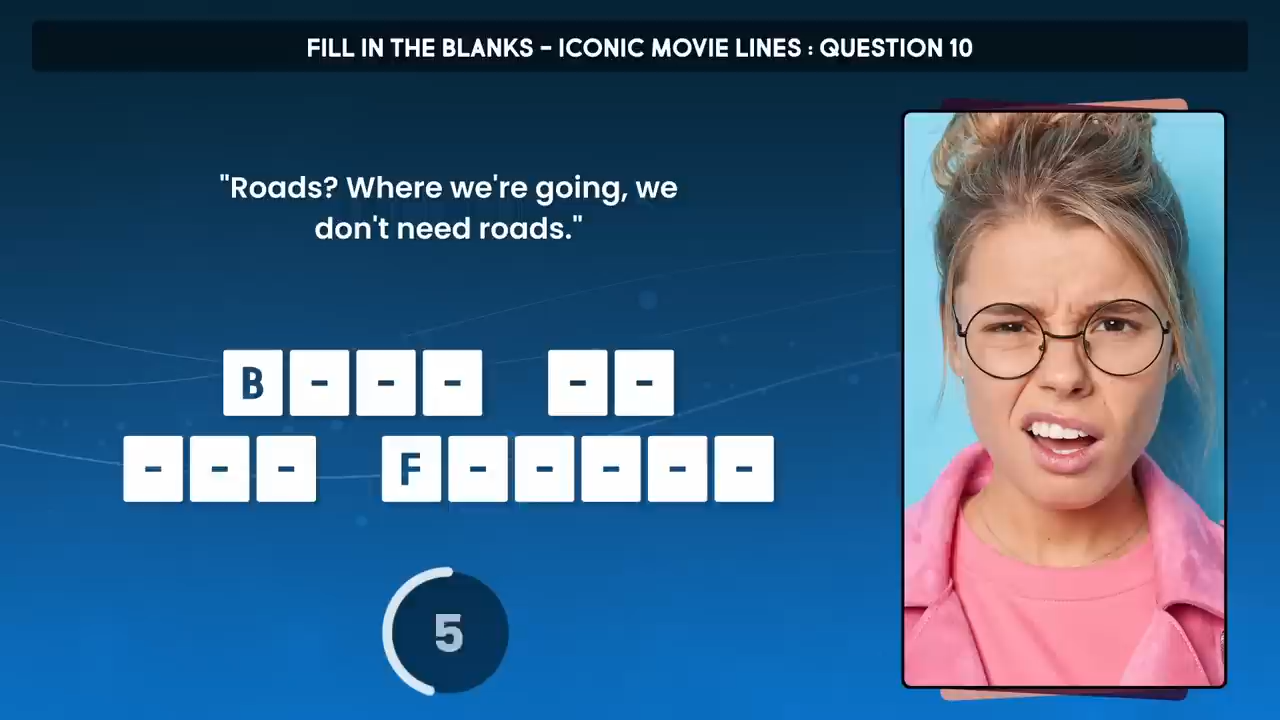 FILL IN THE BLANKS - ICONIC MOVIE LINES : QUESTION 10
"Roads? Where we're going, we
don't need roads."
B - - - - -
- - - F - - - - -
5